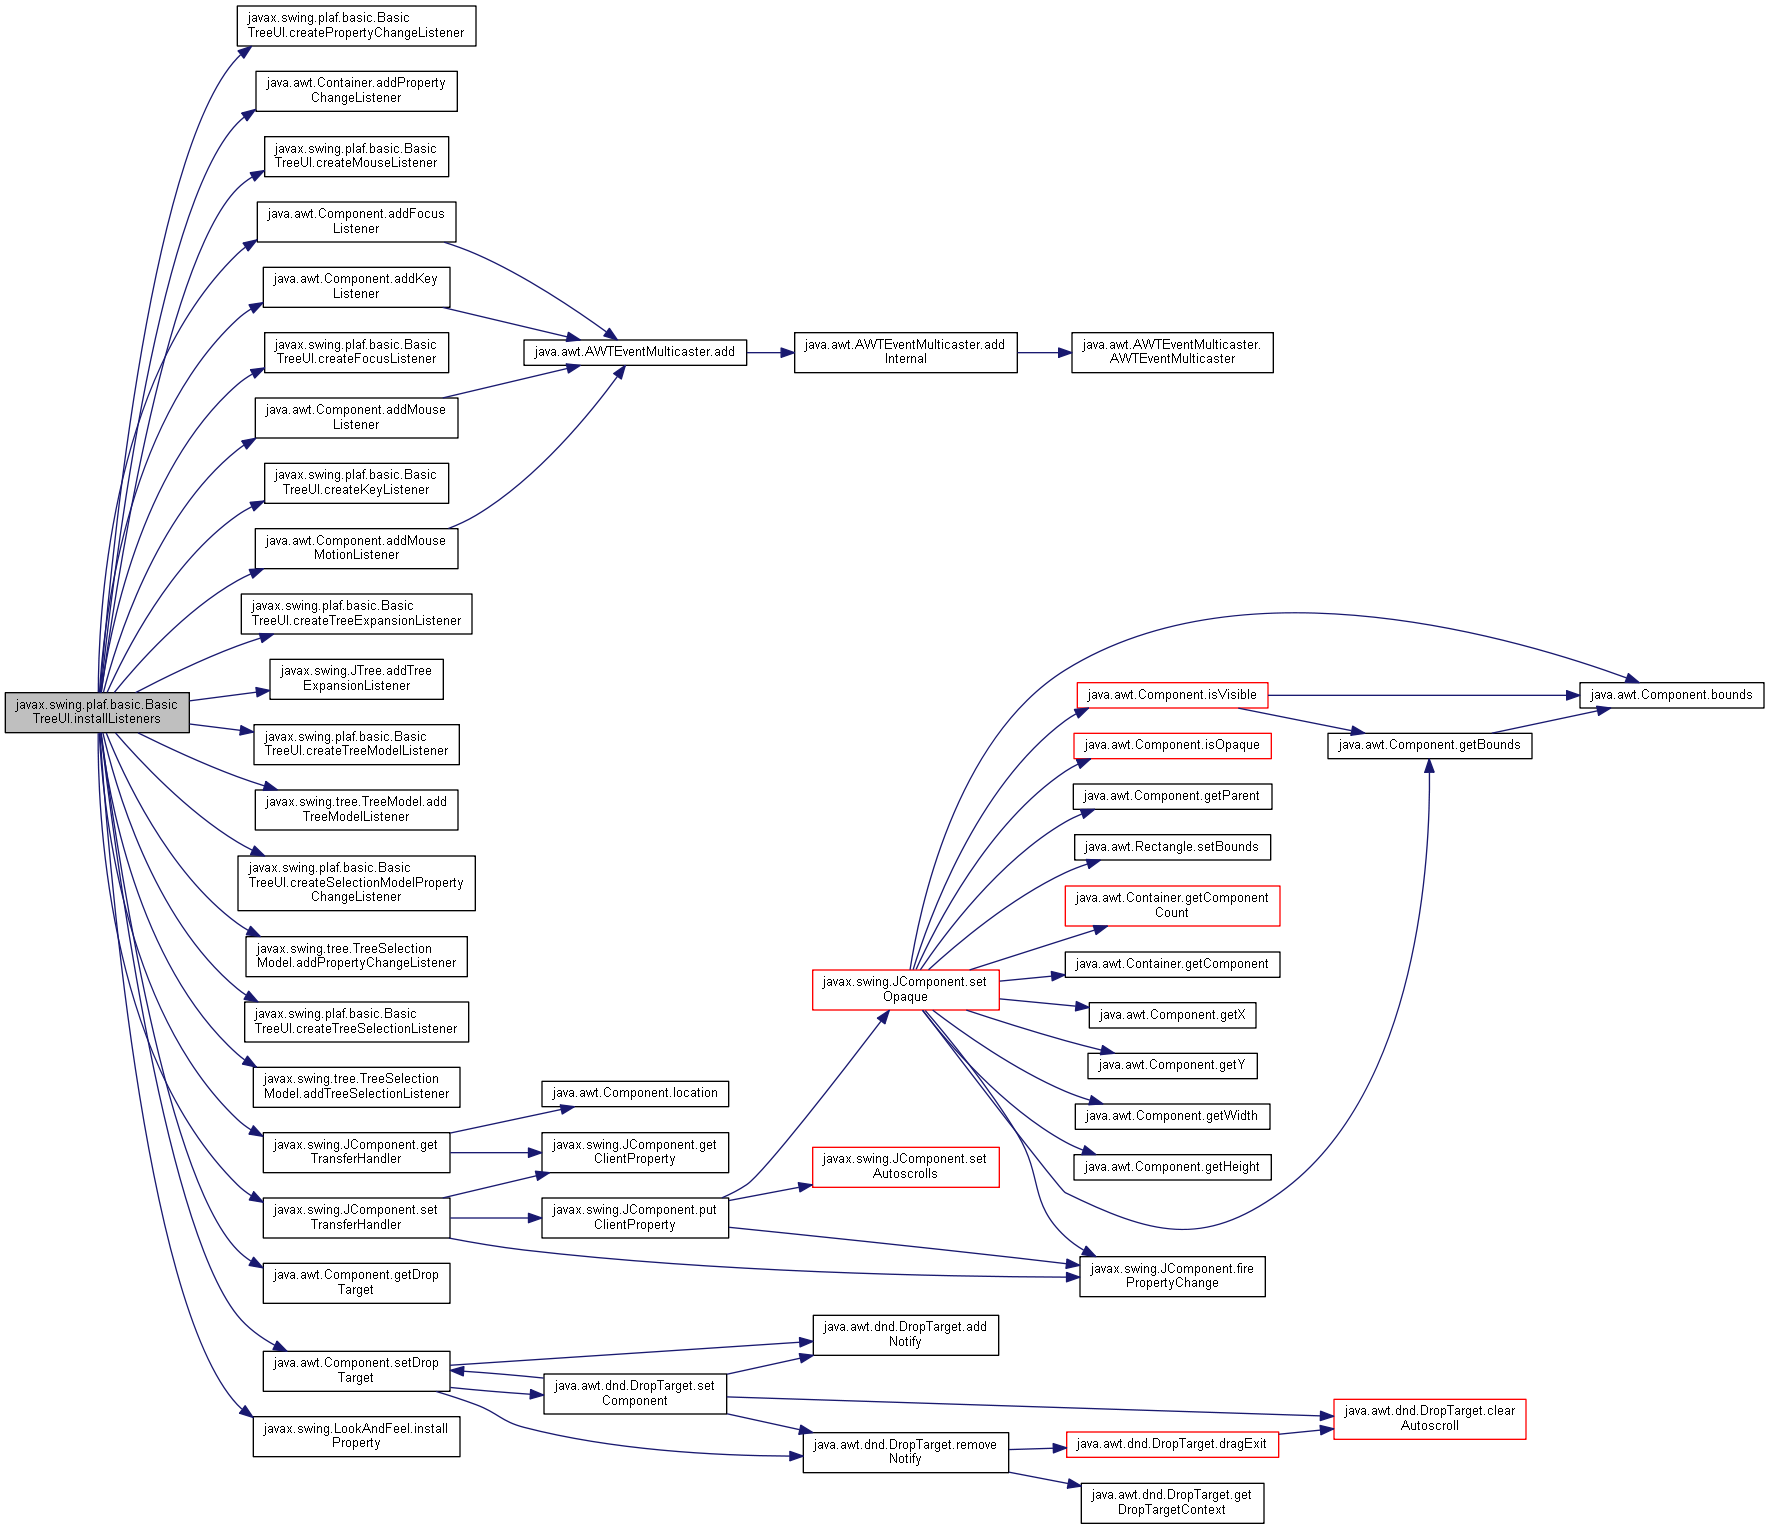 javax.swing.plaf.basic.Basic
TreeUI.createPropertyChangeListener
java.awt.Container.addProperty
ChangeListener
javax.swing.plaf.basic.Basic
TreeUI.createMouseListener
java.awt.Component.addFocus
Listener
java.awt.Component.addKey
Listener
javax.swing.plaf.basic.Basic
TreeUI.createFocusListener
java.awt.Component.addMouse
Listener
javax.swing.plaf.basic.Basic
TreeUI.createKeyListener
java.awt.Component.addMouse
MotionListener
javax.swing.plaf.basic.Basic
TreeUI.createTreeExpansionListener
javax.swing.JTree.addTree
ExpansionListener
javax.swing.plaf.basic.Basic
TreeUI.installListeners
javax.swing.plaf.basic.Basic
TreeUI.createTreeModelListener
javax.swing.tree.TreeModel.add
TreeModelListener
javax.swing.plaf.basic.Basic
TreeUI.createSelectionModelProperty
ChangeListener
javax.swing.tree.TreeSelection
Model.addPropertyChangeListener
javax.swing.plaf.basic.Basic
TreeUI.createTreeSelectionListener
javax.swing.tree.TreeSelection
Model.addTreeSelectionListener
javax.swing.JComponent.get
TransferHandler
javax.swing.JComponent.set
TransferHandler
java.awt.Component.getDrop
Target
java.awt.Component.setDrop
Target
javax.swing.LookAndFeel.install
Property
java.awt.AWTEventMulticaster.add
java.awt.AWTEventMulticaster.add
Internal
java.awt.AWTEventMulticaster.
AWTEventMulticaster
java.awt.Component.location
javax.swing.JComponent.get
ClientProperty
javax.swing.JComponent.put
ClientProperty
java.awt.dnd.DropTarget.set
Component
javax.swing.JComponent.set
Opaque
javax.swing.JComponent.set
Autoscrolls
java.awt.dnd.DropTarget.add
Notify
java.awt.dnd.DropTarget.remove
Notify
java.awt.Component.isVisible
java.awt.Component.isOpaque
java.awt.Component.getParent
java.awt.Rectangle.setBounds
java.awt.Container.getComponent
Count
java.awt.Container.getComponent
java.awt.Component.getX
java.awt.Component.getY
java.awt.Component.getWidth
java.awt.Component.getHeight
javax.swing.JComponent.fire
PropertyChange
java.awt.dnd.DropTarget.dragExit
java.awt.dnd.DropTarget.get
DropTargetContext
java.awt.Component.getBounds
java.awt.dnd.DropTarget.clear
Autoscroll
java.awt.Component.bounds